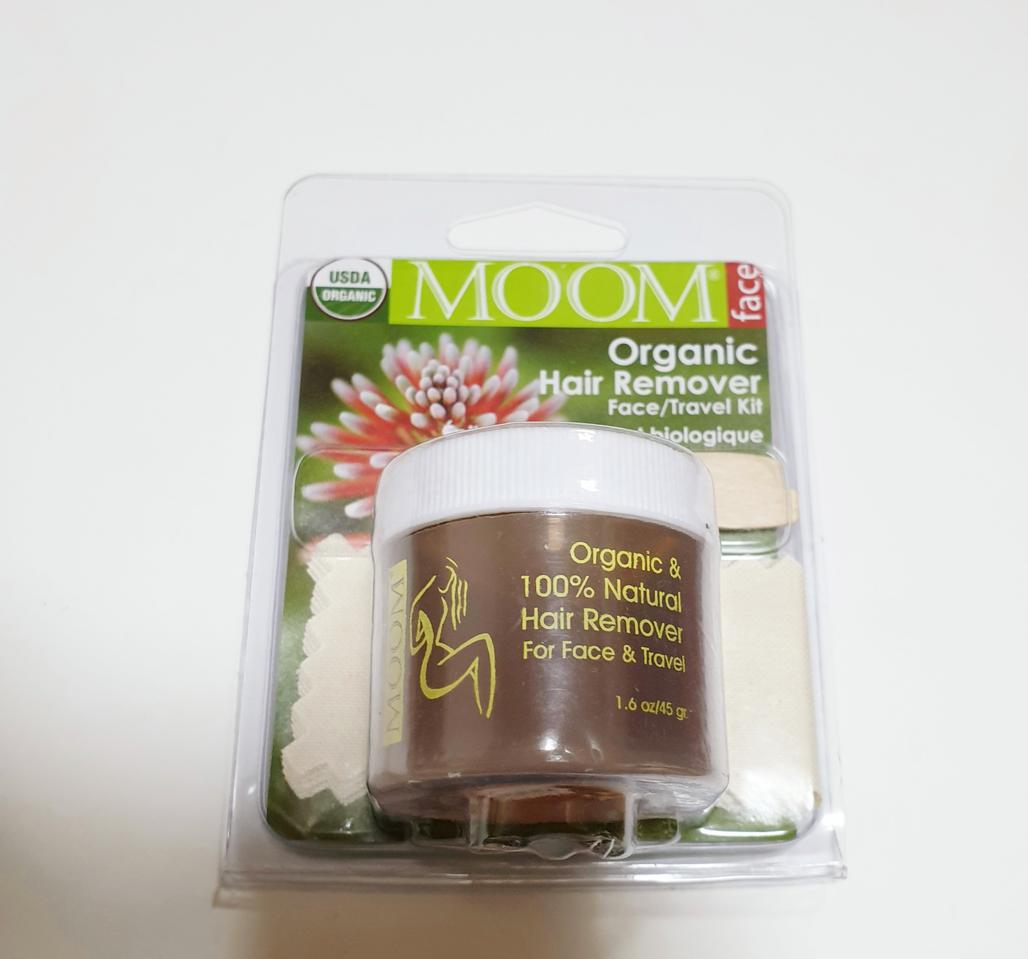 USDA
ORGANIC
MOOM®
face
Organic
Hair Remover
Face/Travel Kit
biologique
MOOM
Organic &
100% Natural
Hair Remover
For Face & Travel
1.6 oz/45 gr.